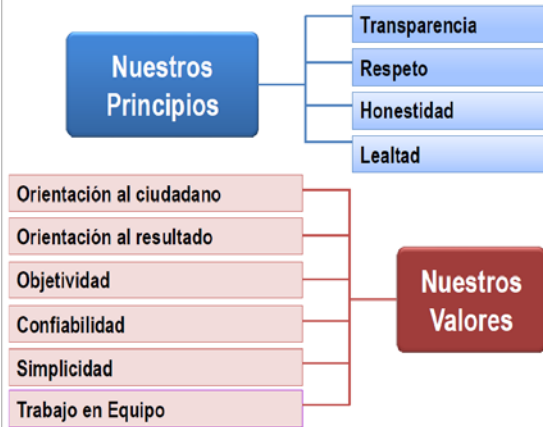 Nuestros
Principios
Transparencia
Respeto
Honestidad
Lealtad
Orientación al ciudadano
Orientación al resultado
Objetividad
Confiabilidad
Simplicidad
Trabajo en Equipo
Nuestros
Valores